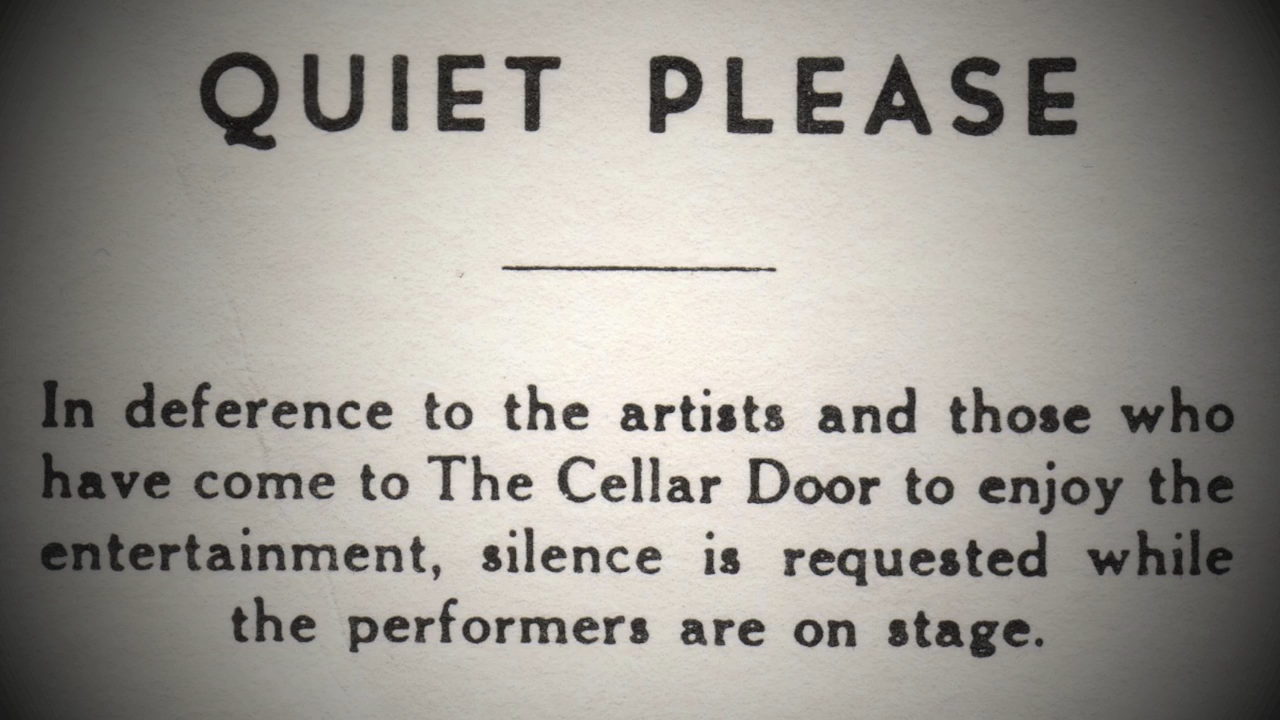 QUIET PLEASE
In deference to the artists and those who
have come to The Cellar Door to enjoy the
entertainment, silence is requested while
the performers are on stage.